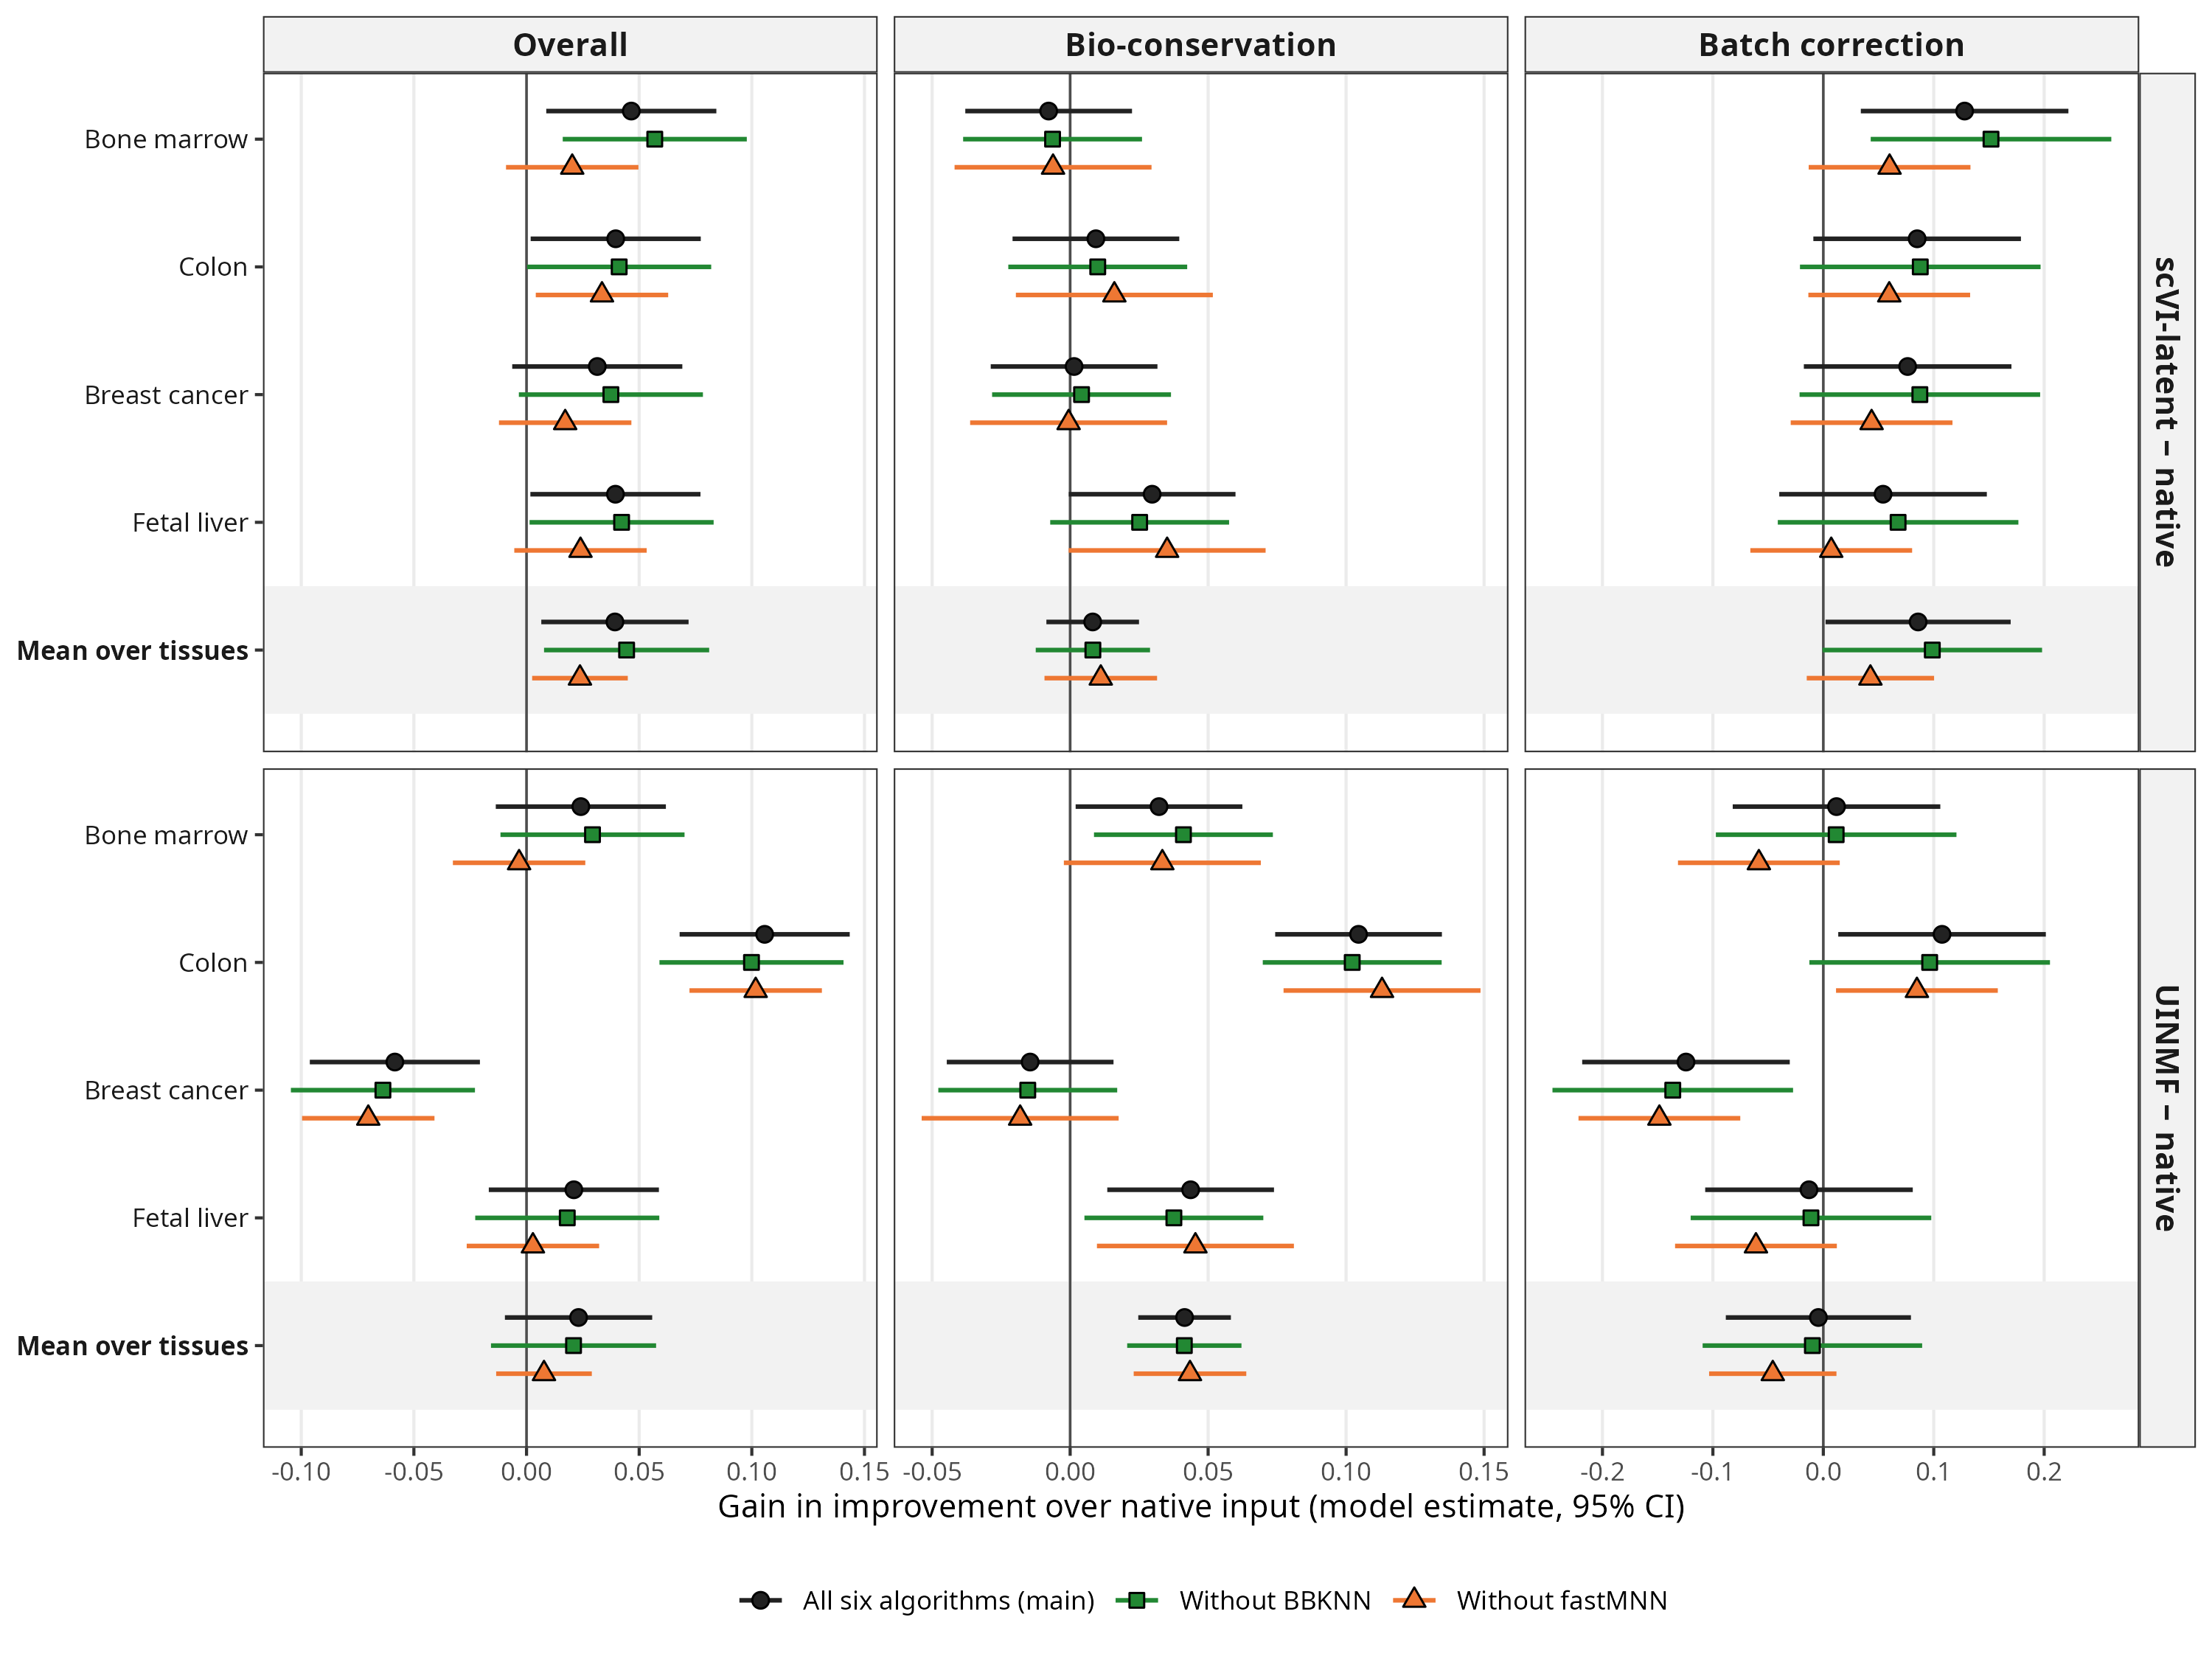 Overall
Bio-conservation
Batch correction
Bone marrow
Colon
Breast cancer
Fetal liver
Mean over tissues
scVI-latent – native
Bone marrow
Colon
Breast cancer
Fetal liver
Mean over tissues
UINMF – native
-0.10 -0.05 0.00 0.05 0.10 0.15 -0.05 0.00 0.05 0.10 0.15 -0.2 -0.1 0.0 0.1 0.2
Gain in improvement over native input (model estimate, 95% CI)
All six algorithms (main) Without BBKNN Without fastMNN